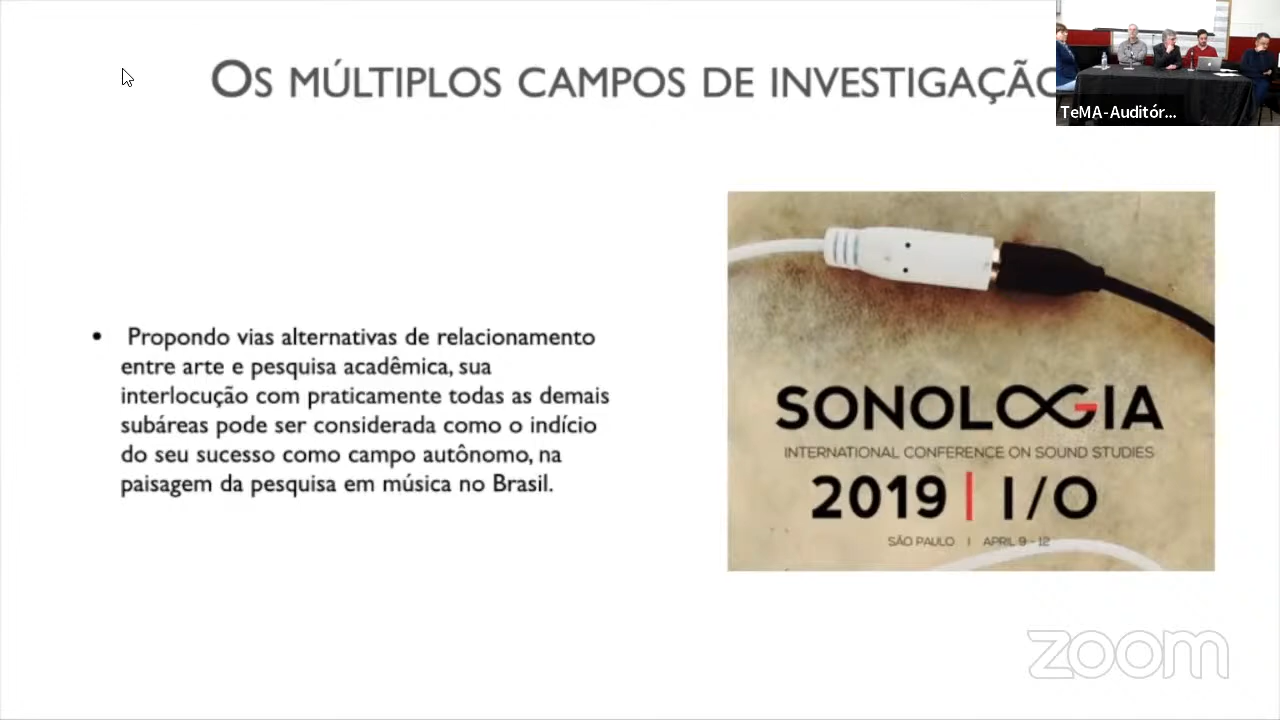 OS MÚLTIPLOS CAMPOS DE INVESTIGAÇÃO
TeMA-Auditór...
• Propondo vias alternativas de relacionamento
entre arte e pesquisa acadêmica, sua
interlocução com praticamente todas as demais
subáreas pode ser considerada como o indício
do seu sucesso como campo autônomo, na
paisagem da pesquisa em música no Brasil.
SONOLOGIA
INTERNATIONAL CONFERENCE ON SOUND STUDIES
2019 | I/O
SÃO PAULO | APRIL 9 - 12
zoom